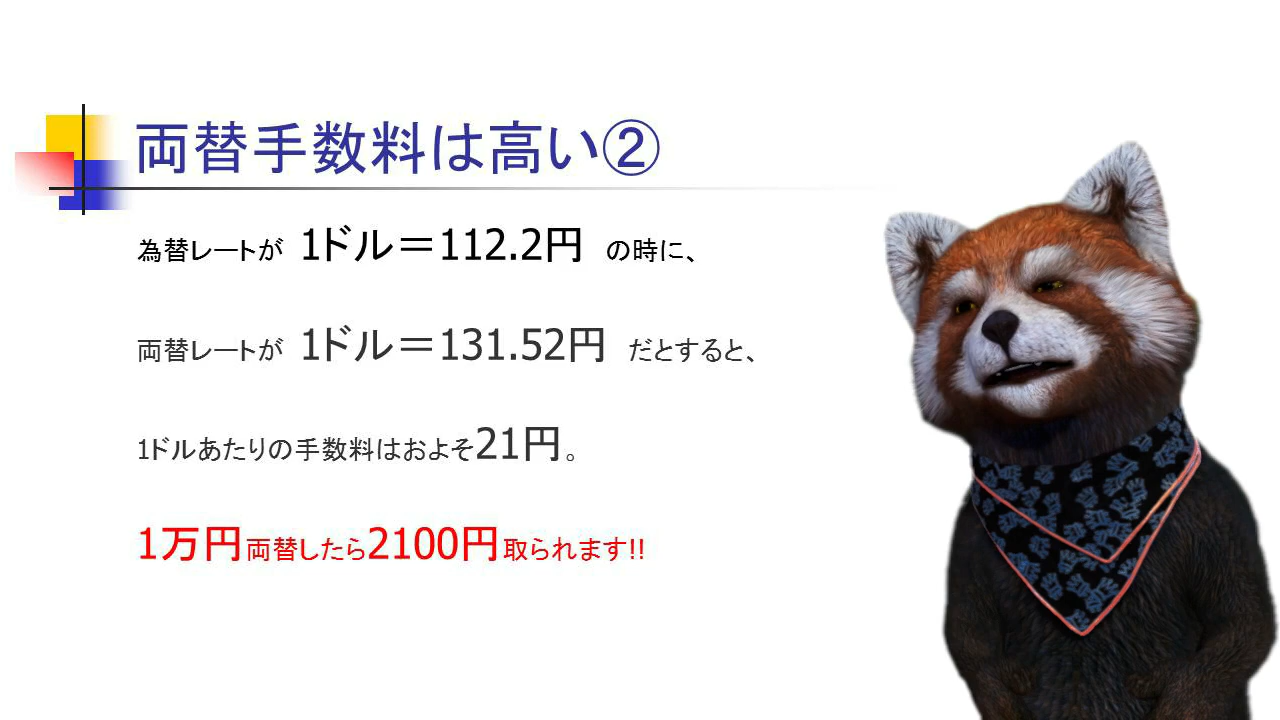 両替手数料は高い②
為替レートが 1ドル＝112.2円 の時に、
両替レートが 1ドル＝131.52円 だとすると、
1ドルあたりの手数料はおよそ21円。
1万円両替したら2100円取られます!!